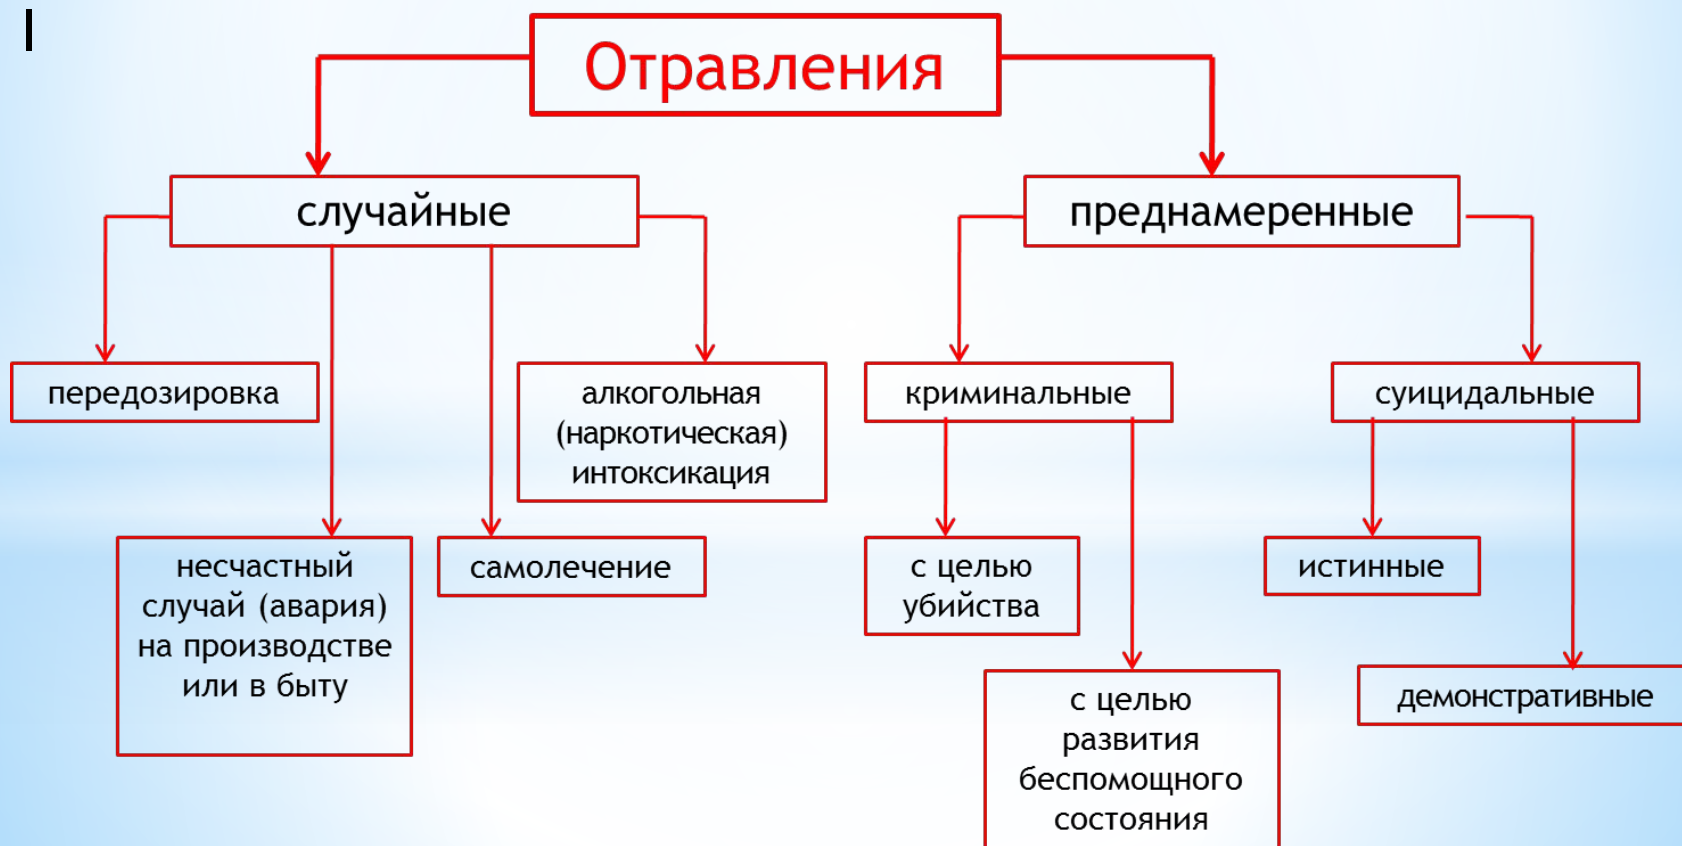 Отравления
случайные
преднамеренные
передозировка
алкогольная
(наркотическая)
интоксикация
криминальные
суицидальные
несчастный
случай (авария)
на производстве
или в быту
самолечение
с целью
убийства
истинные
с целью
развития
беспомощного
состояния
демонстративные